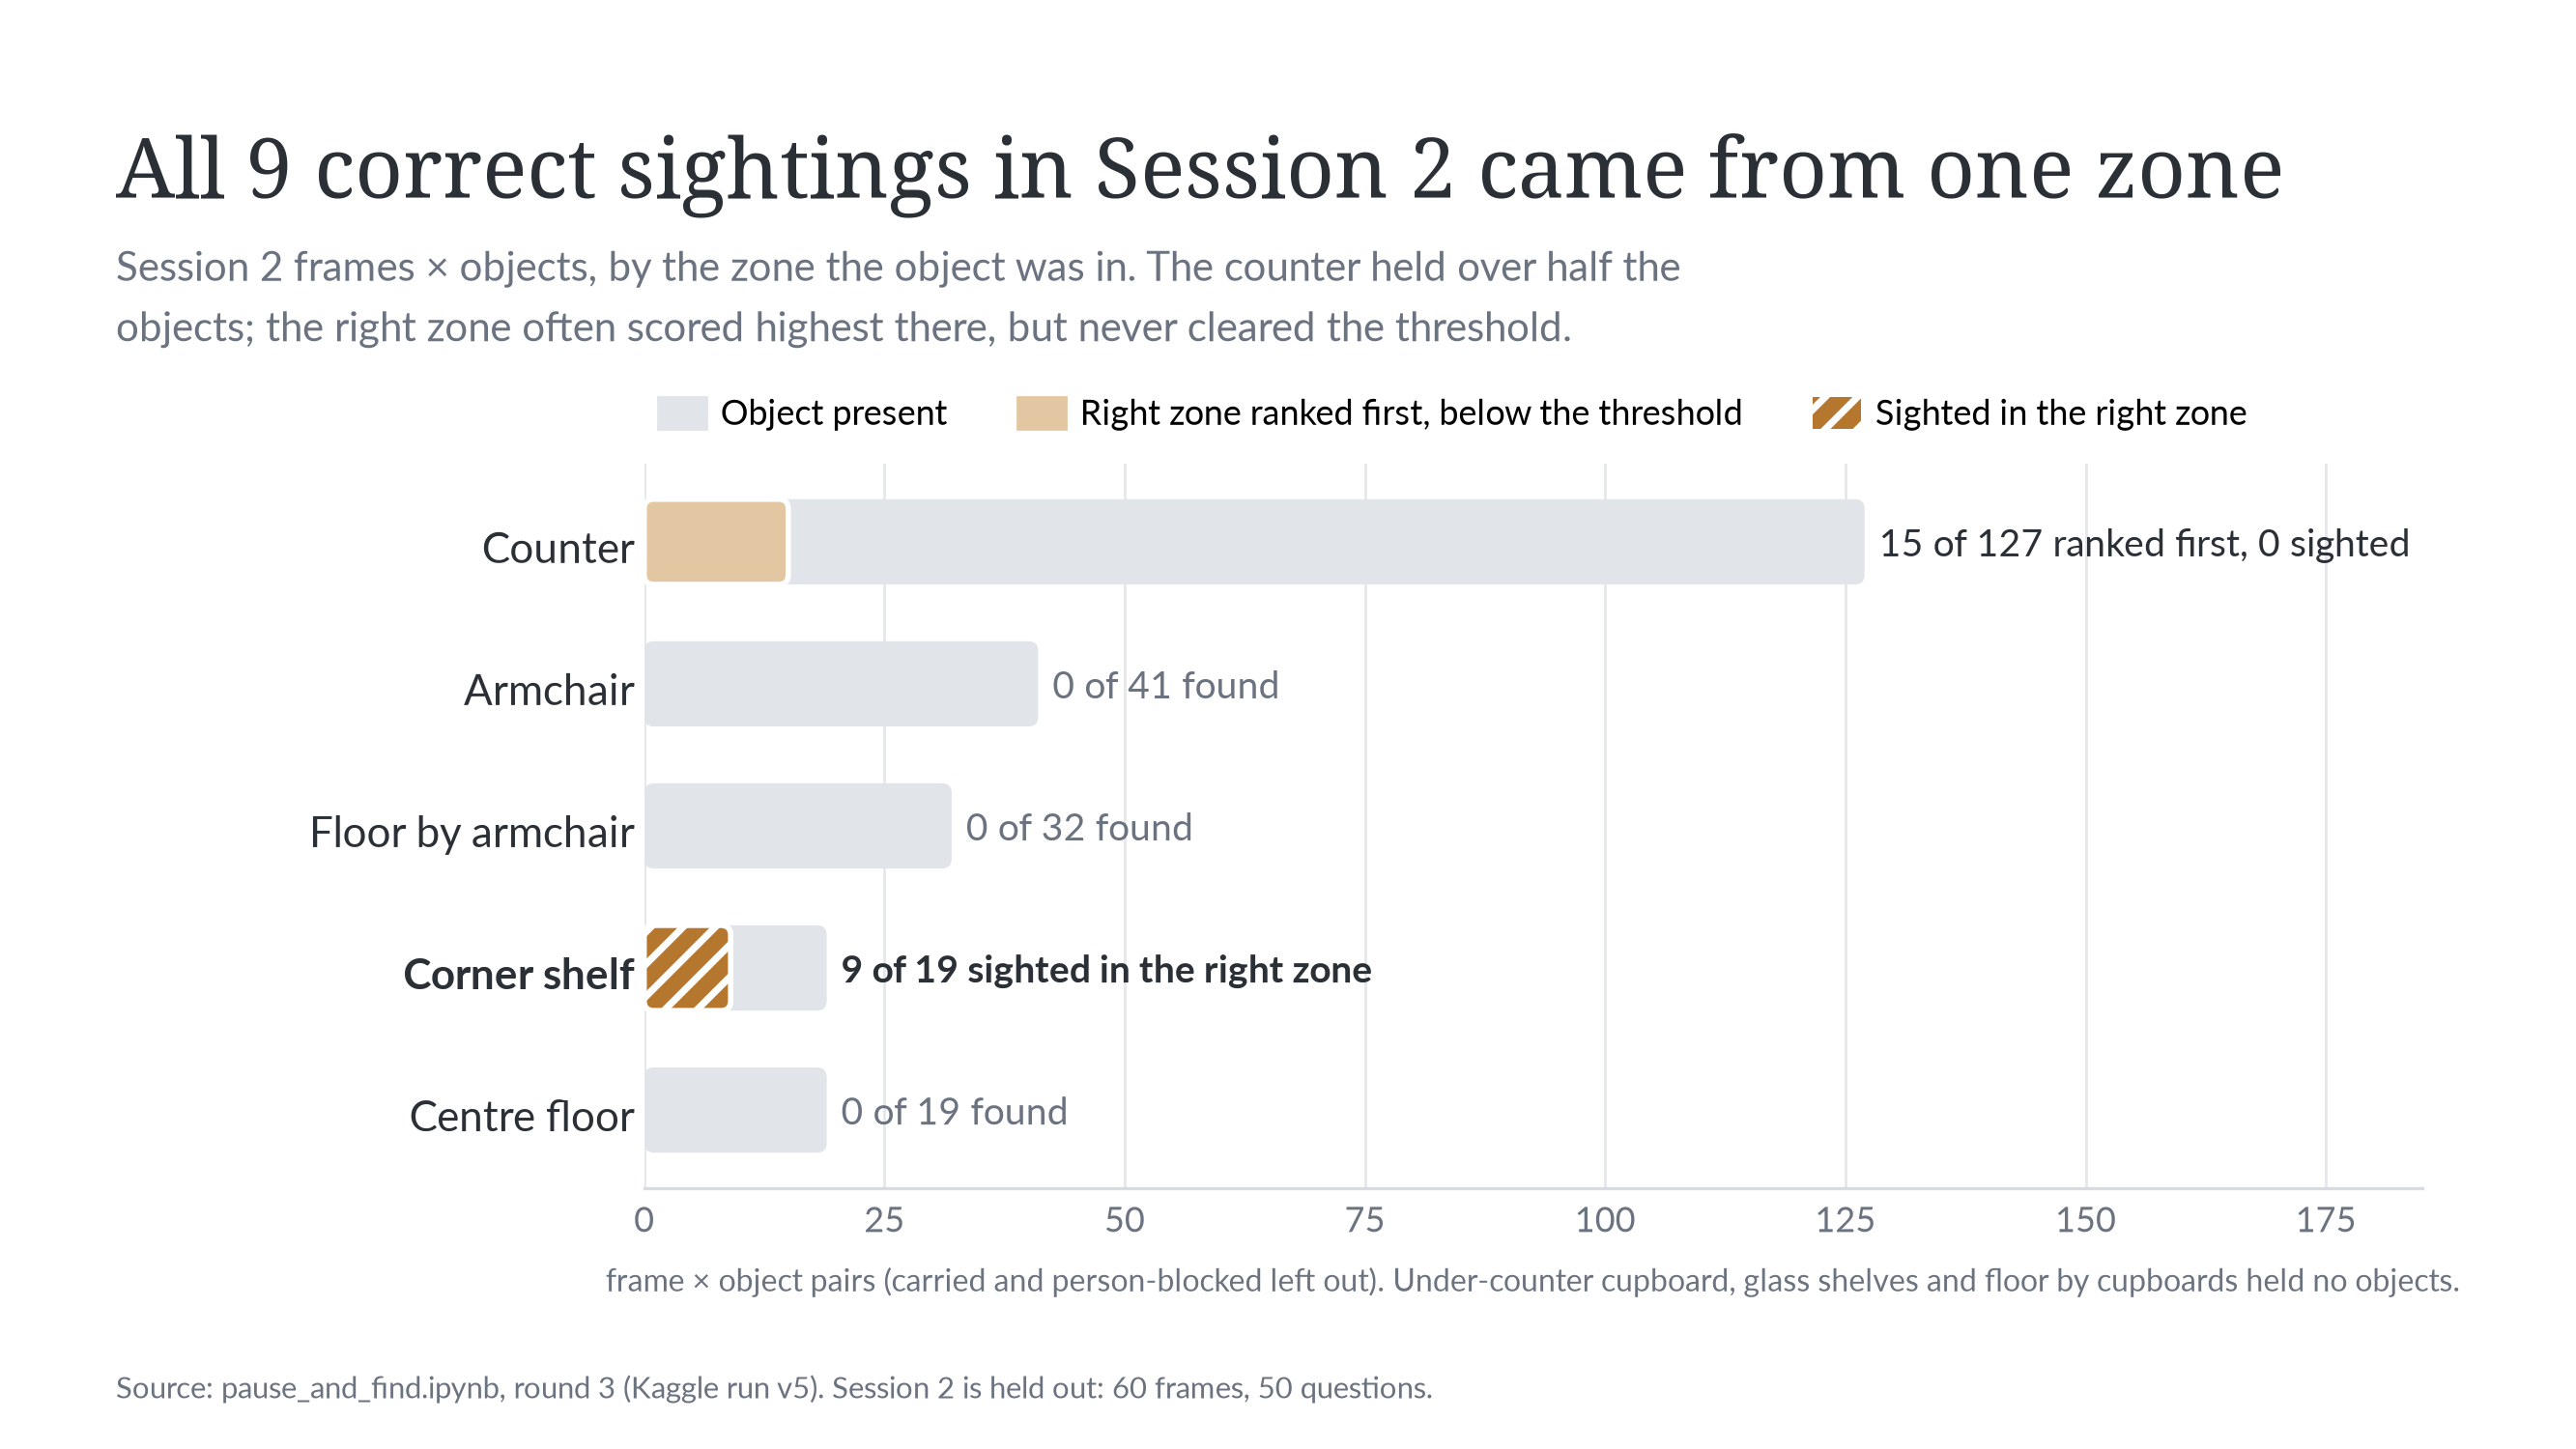 All 9 correct sightings in Session 2 came from one zone
Session 2 frames × objects, by the zone the object was in. The counter held over half the
objects; the right zone often scored highest there, but never cleared the threshold.
Object present
Right zone ranked first, below the threshold
Sighted in the right zone
Counter
15 of 127 ranked first, 0 sighted
Armchair
0 of 41 found
Floor by armchair
0 of 32 found
Corner shelf
9 of 19 sighted in the right zone
Centre floor
0 of 19 found
0 25 50 75 100 125 150 175
frame × object pairs (carried and person-blocked left out). Under-counter cupboard, glass shelves and floor by cupboards held no objects.
Source: pause_and_find.ipynb, round 3 (Kaggle run v5). Session 2 is held out: 60 frames, 50 questions.